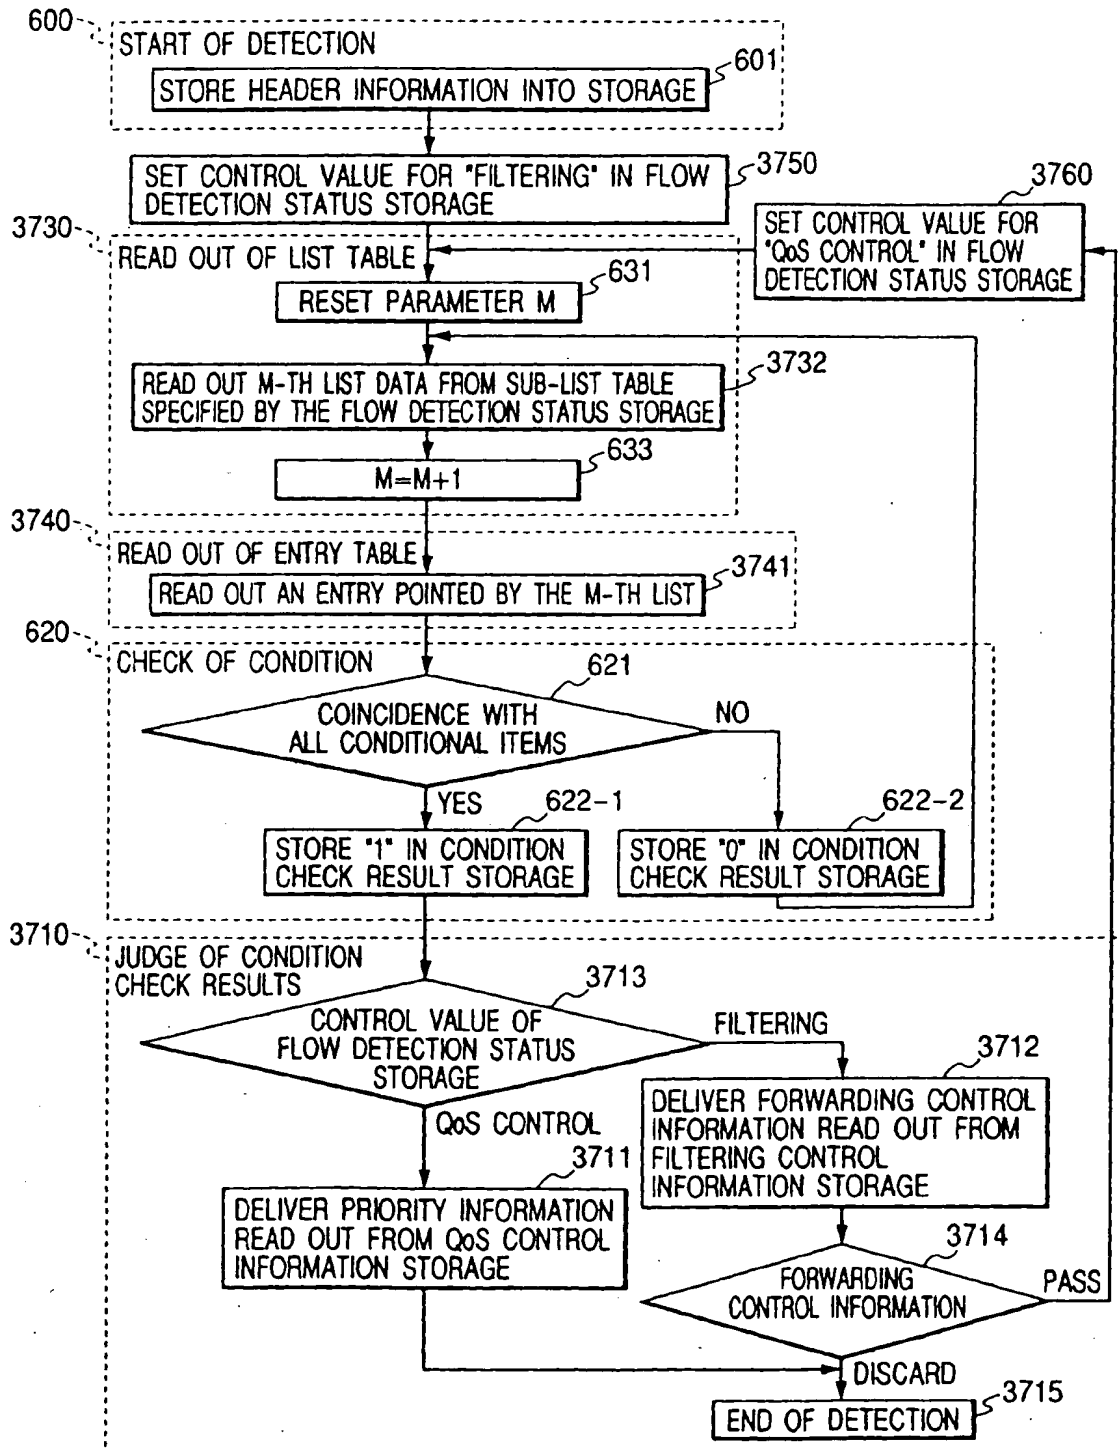 600
START OF DETECTION
601
STORE HEADER INFORMATION INTO STORAGE
3750
SET CONTROL VALUE FOR "FILTERING" IN FLOW
DETECTION STATUS STORAGE
3760
SET CONTROL VALUE FOR
"QoS CONTROL" IN FLOW
DETECTION STATUS STORAGE
3730
READ OUT OF LIST TABLE
631
RESET PARAMETER M
3732
READ OUT M-TH LIST DATA FROM SUB-LIST TABLE
SPECIFIED BY THE FLOW DETECTION STATUS STORAGE
633
M=M+1
3740
READ OUT OF ENTRY TABLE
3741
READ OUT AN ENTRY POINTED BY THE M-TH LIST
620
CHECK OF CONDITION
621
COINCIDENCE WITH
ALL CONDITIONAL ITEMS
NO
YES
622-1
STORE "1" IN CONDITION
CHECK RESULT STORAGE
622-2
STORE "0" IN CONDITION
CHECK RESULT STORAGE
3710
JUDGE OF CONDITION
CHECK RESULTS
3713
CONTROL VALUE OF
FLOW DETECTION STATUS
STORAGE
FILTERING
QoS CONTROL
3712
DELIVER FORWARDING CONTROL
INFORMATION READ OUT FROM
FILTERING CONTROL
INFORMATION STORAGE
3711
DELIVER PRIORITY INFORMATION
READ OUT FROM QoS CONTROL
INFORMATION STORAGE
3714
FORWARDING
CONTROL INFORMATION
PASS
DISCARD
3715
END OF DETECTION